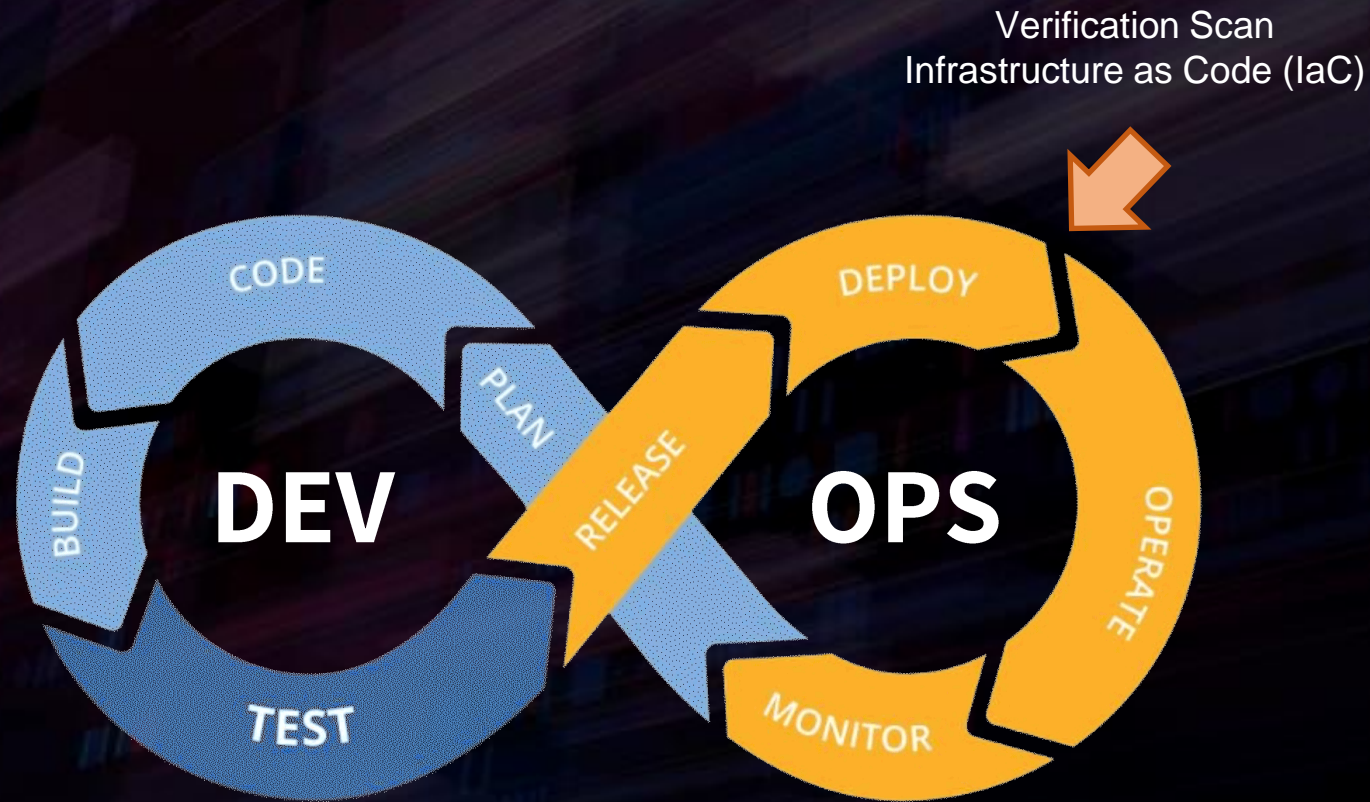 Verification Scan
Infrastructure as Code (IaC)
CODE
DEPLOY
PLAN
BUILD
DEV
RELEASE
OPS
OPERATE
TEST
MONITOR